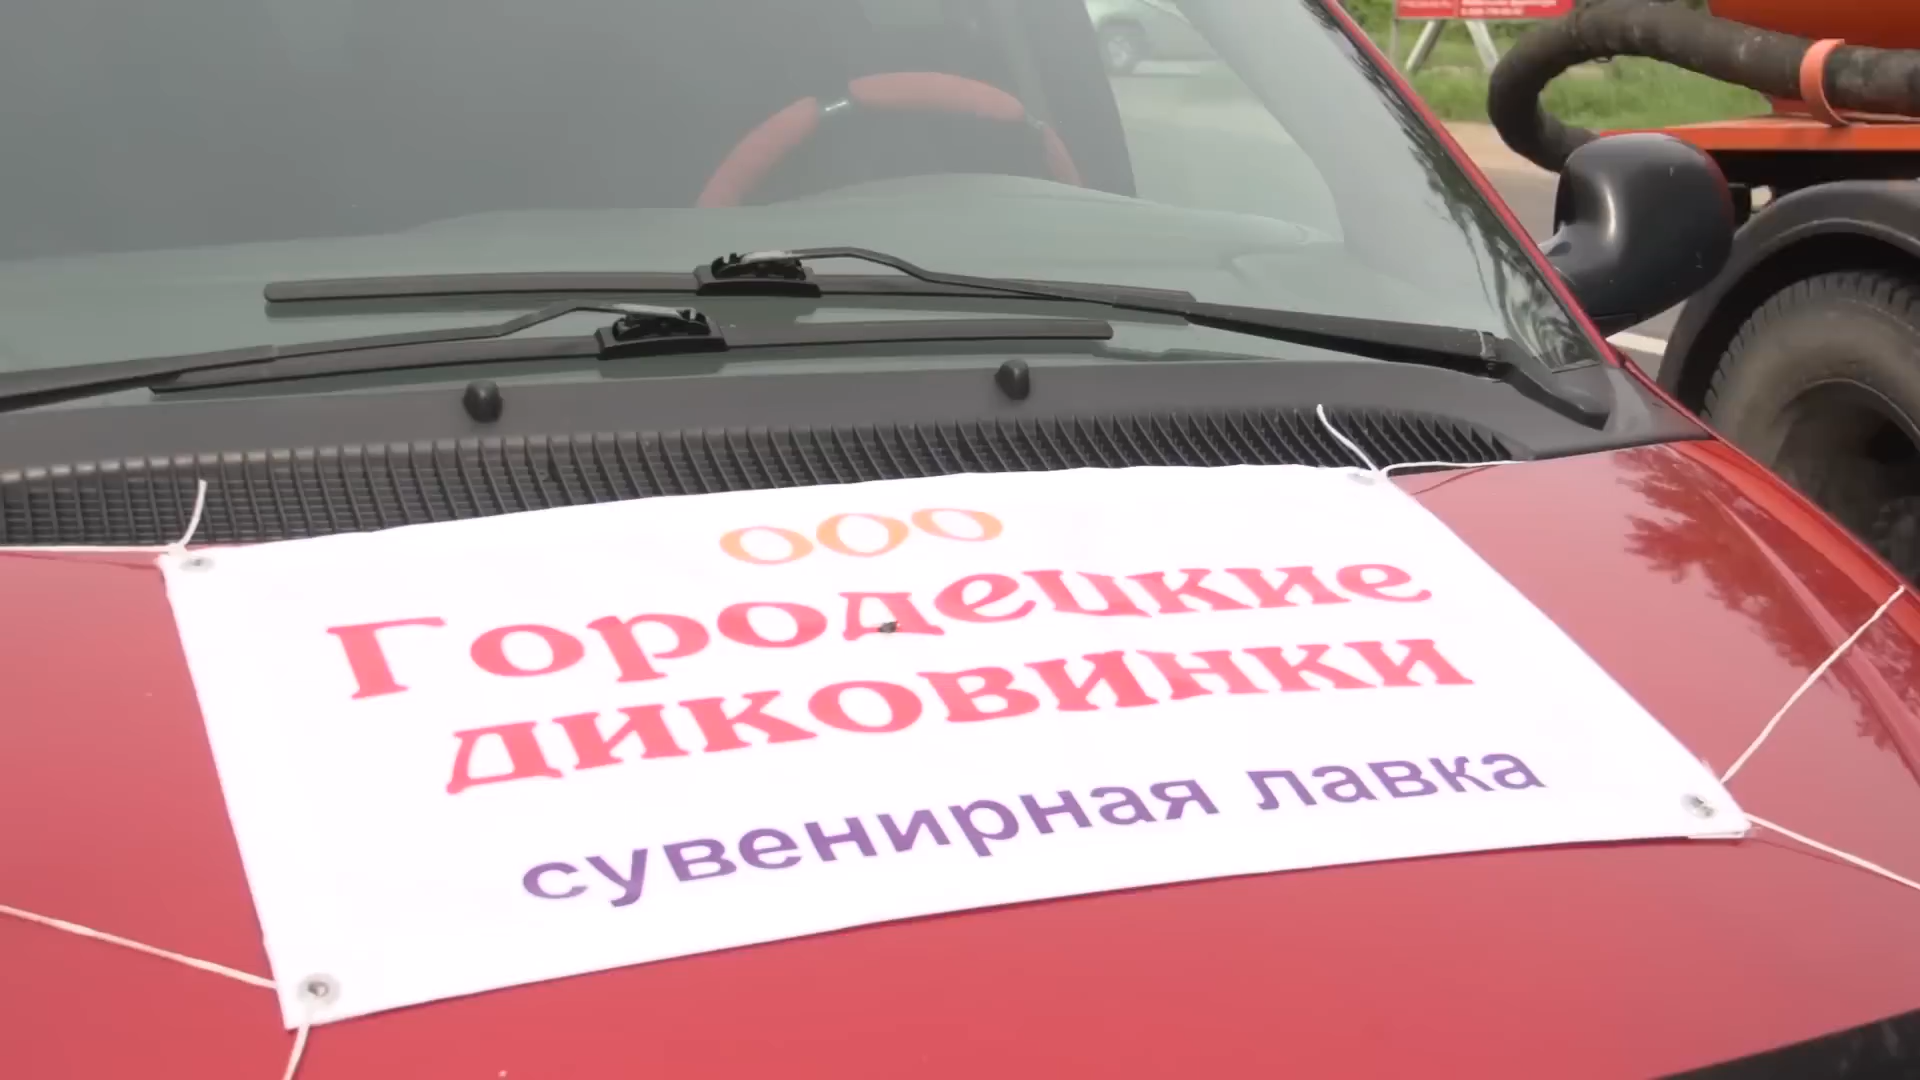 ООО
Городецкие
диковинки
сувенирная лавка